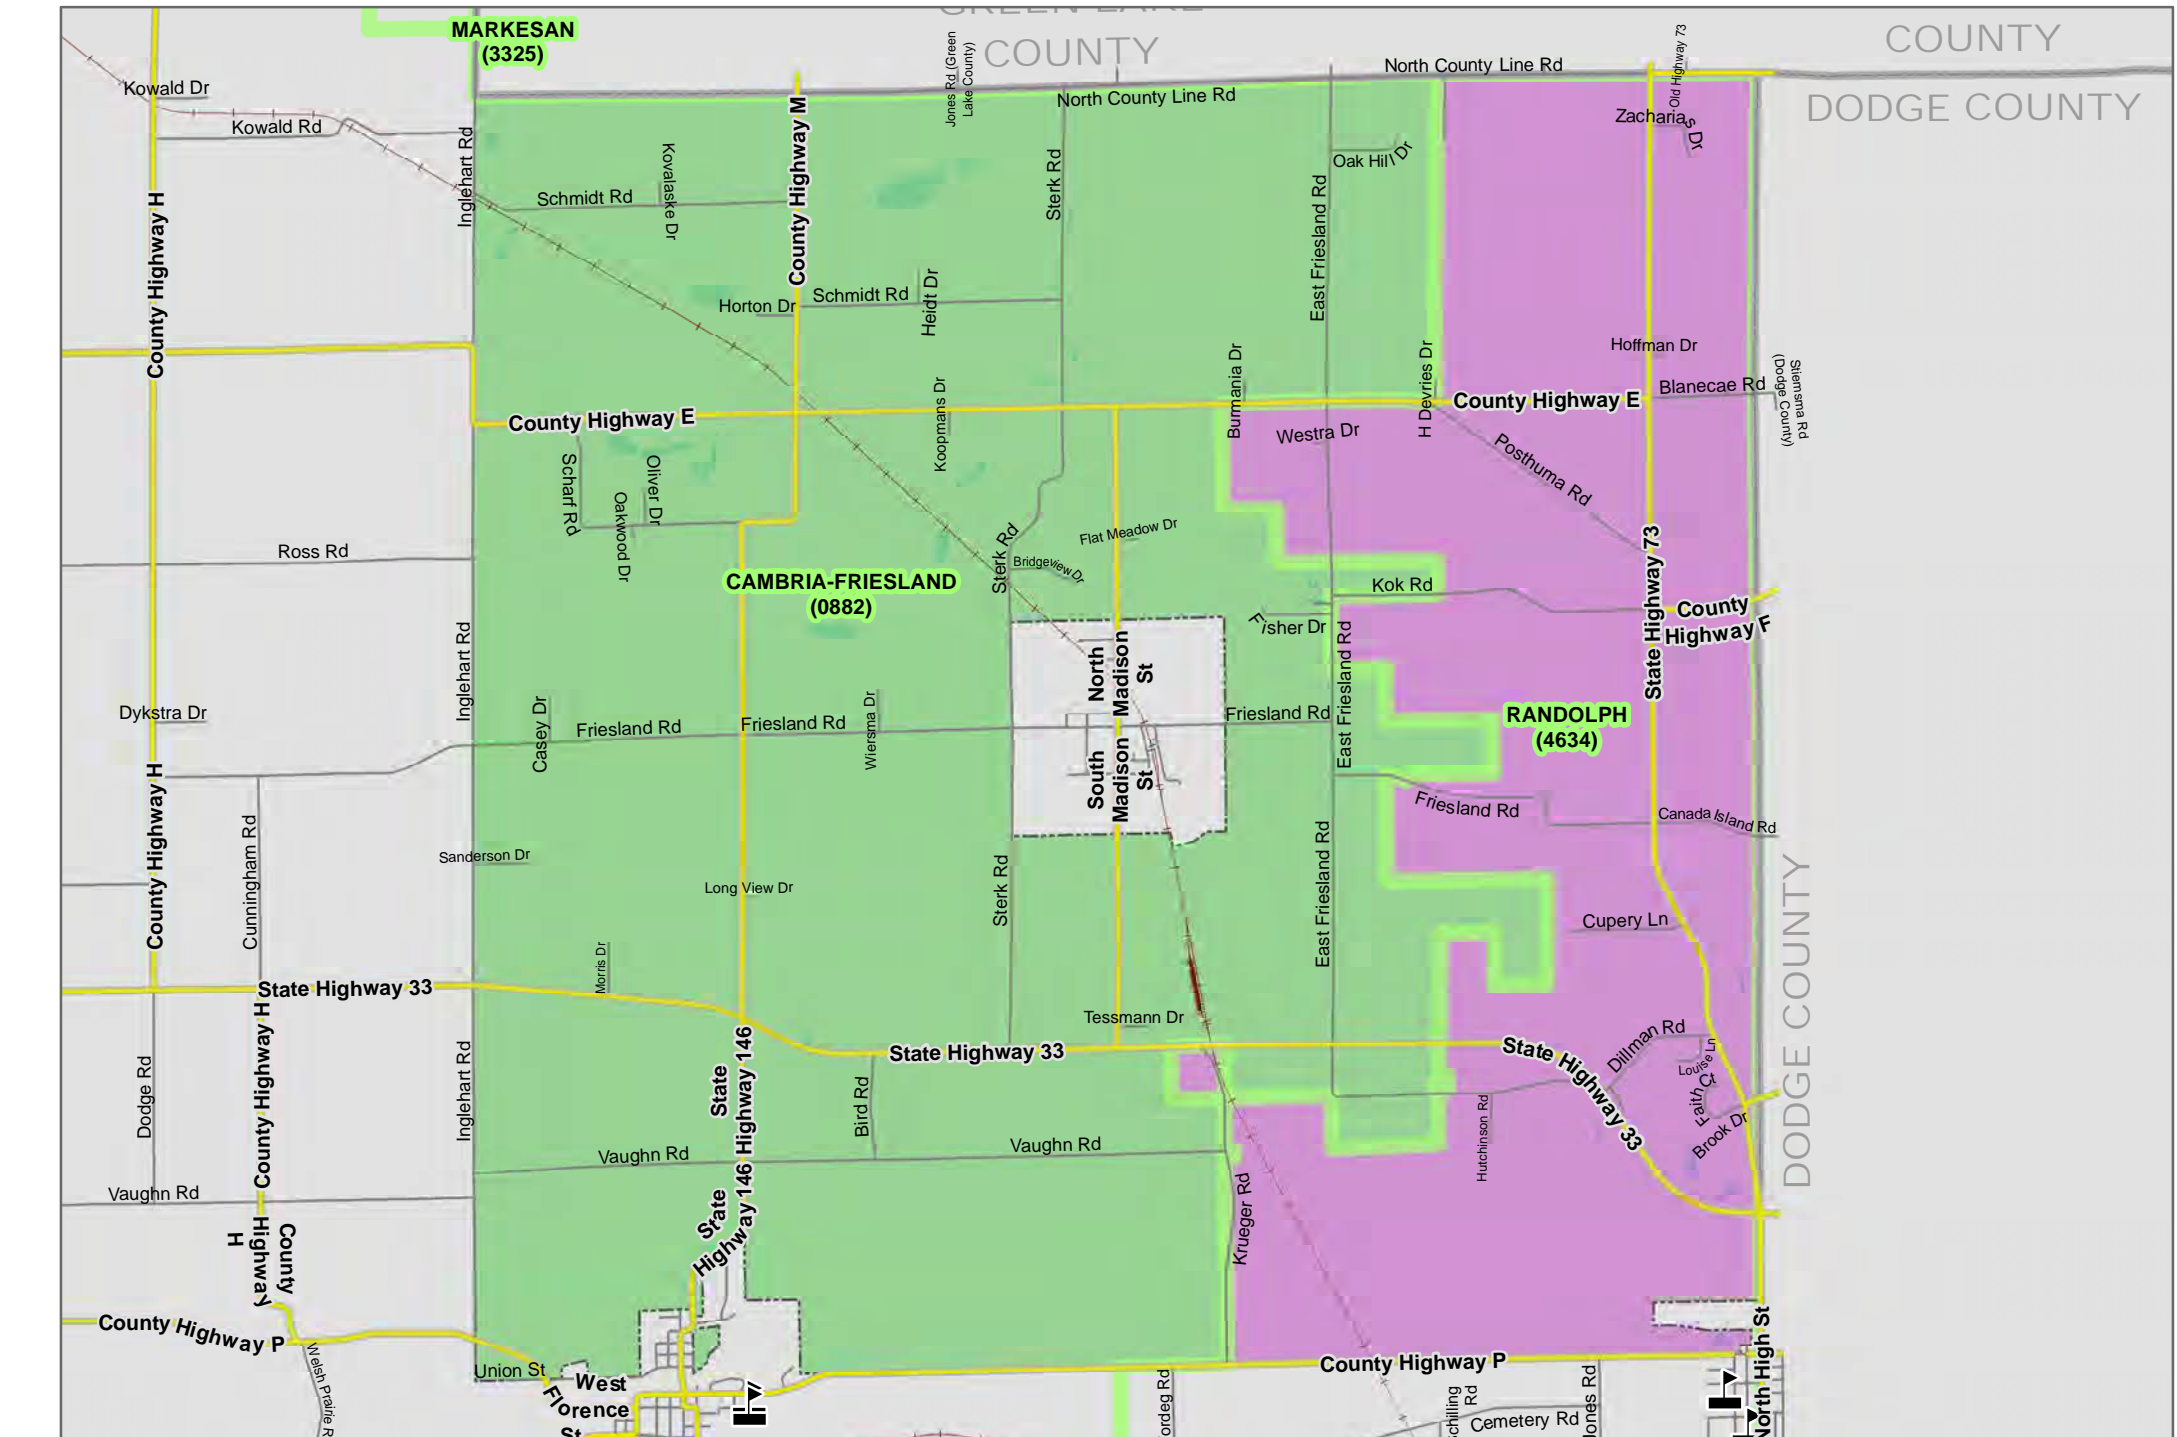 GREEN LAKE
COUNTY
COUNTY
DODGE COUNTY
MARKESAN
(3325)
Jones Rd (Green
Lake County)
North County Line Rd
North County Line Rd
Old Highway 73
Zacharias Dr
Kowald Dr
Kowald Rd
Inglehart Rd
County Highway H
Schmidt Rd
Kovalaske Dr
County Highway M
Sterk Rd
Oak Hill Dr
East Friesland Rd
Horton Dr
Schmidt Rd
Heidt Dr
Hoffman Dr
Burmania Dr
H Devries Dr
Blanecae Rd
Stiemsma Rd
(Dodge County)
County Highway E
County Highway E
Koopmans Dr
Westra Dr
Posthuma Rd
Scharf Rd
Oliver Dr
Oakwood Dr
Flat Meadow Dr
Sterk Rd
Bridgeview Dr
Ross Rd
CAMBRIA-FRIESLAND
(0882)
State Highway 73
Kok Rd
County
Highway F
Fisher Dr
Inglehart Rd
North
Madison
St
East Friesland Rd
Dykstra Dr
Casey Dr
Friesland Rd
Friesland Rd
Wiersma Dr
Friesland Rd
RANDOLPH
(4634)
South
Madison
St
County Highway H
Friesland Rd
Canada Island Rd
Cunningham Rd
Sanderson Dr
Long View Dr
Sterk Rd
East Friesland Rd
DODGE COUNTY
Cupery Ln
Morris Dr
State Highway 33
County Highway H
Tessmann Dr
State Highway 33
State Highway 33
Dillman Rd
Louise Ln
Faith Ct
Brook Dr
Dodge Rd
Inglehart Rd
State
Highway 146
Bird Rd
Hutchinson Rd
Vaughn Rd
Vaughn Rd
Vaughn Rd
State
Highway 146
Krueger Rd
County
Highway
H
County Highway P
Welsh Prairie R
Union St
West
Florence
St
County Highway P
North High St
ordeg Rd
chilling
Rd
Cemetery Rd
Jones Rd